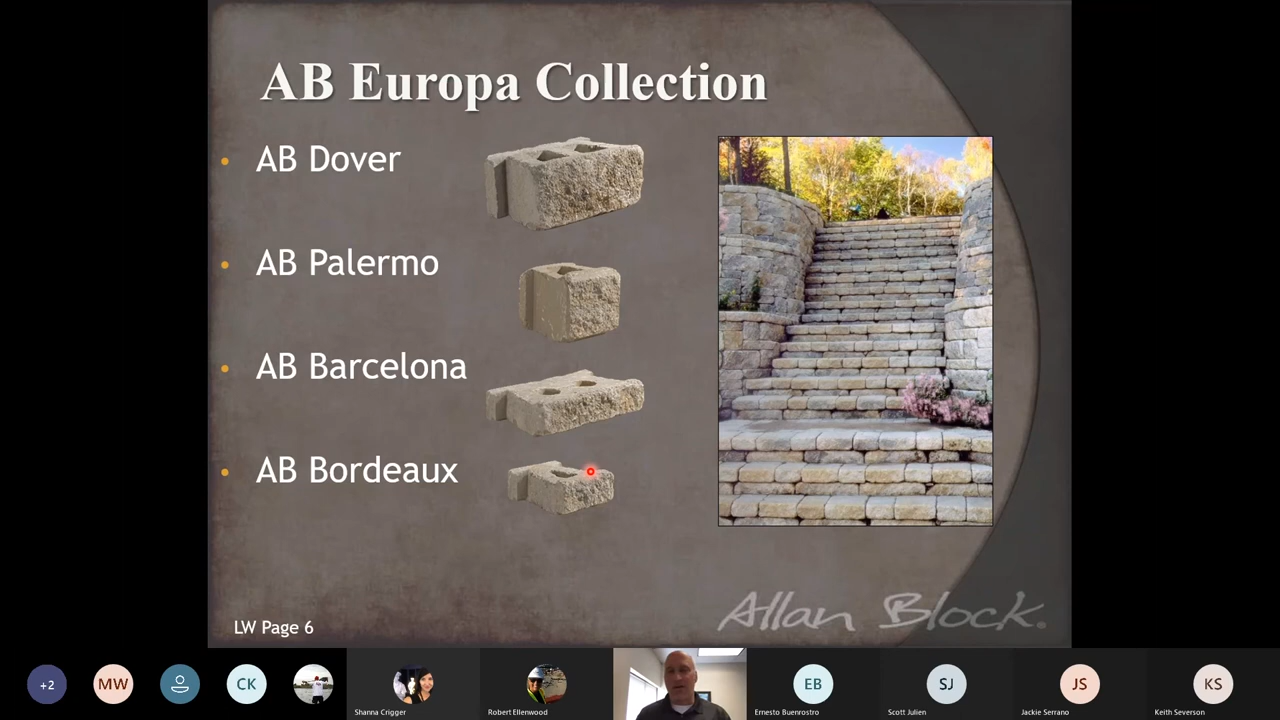 AB Europa Collection
• AB Dover
• AB Palermo
• AB Barcelona
• AB Bordeaux
LW Page 6
Allan Block.
+2
MW
CK
Shanna Crigger
Robert Ellenwood
EB
Ernesto Buenrostro
SJ
Scott Julien
JS
Jackie Serrano
KS
Keith Severson